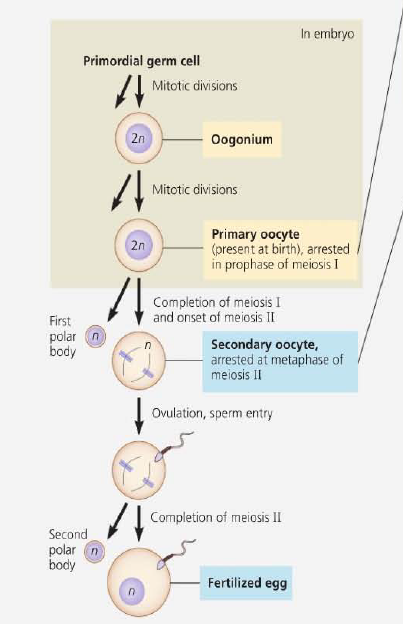 In embryo
Primordial germ cell
Mitotic divisions
2n
Oogonium
Mitotic divisions
2n
Primary oocyte
(present at birth), arrested
in prophase of meiosis I
Completion of meiosis I
and onset of meiosis II
First
polar
body
n
n
Secondary oocyte,
arrested at metaphase of
meiosis II
Ovulation, sperm entry
Completion of meiosis II
Second
polar
body
n
n
Fertilized egg